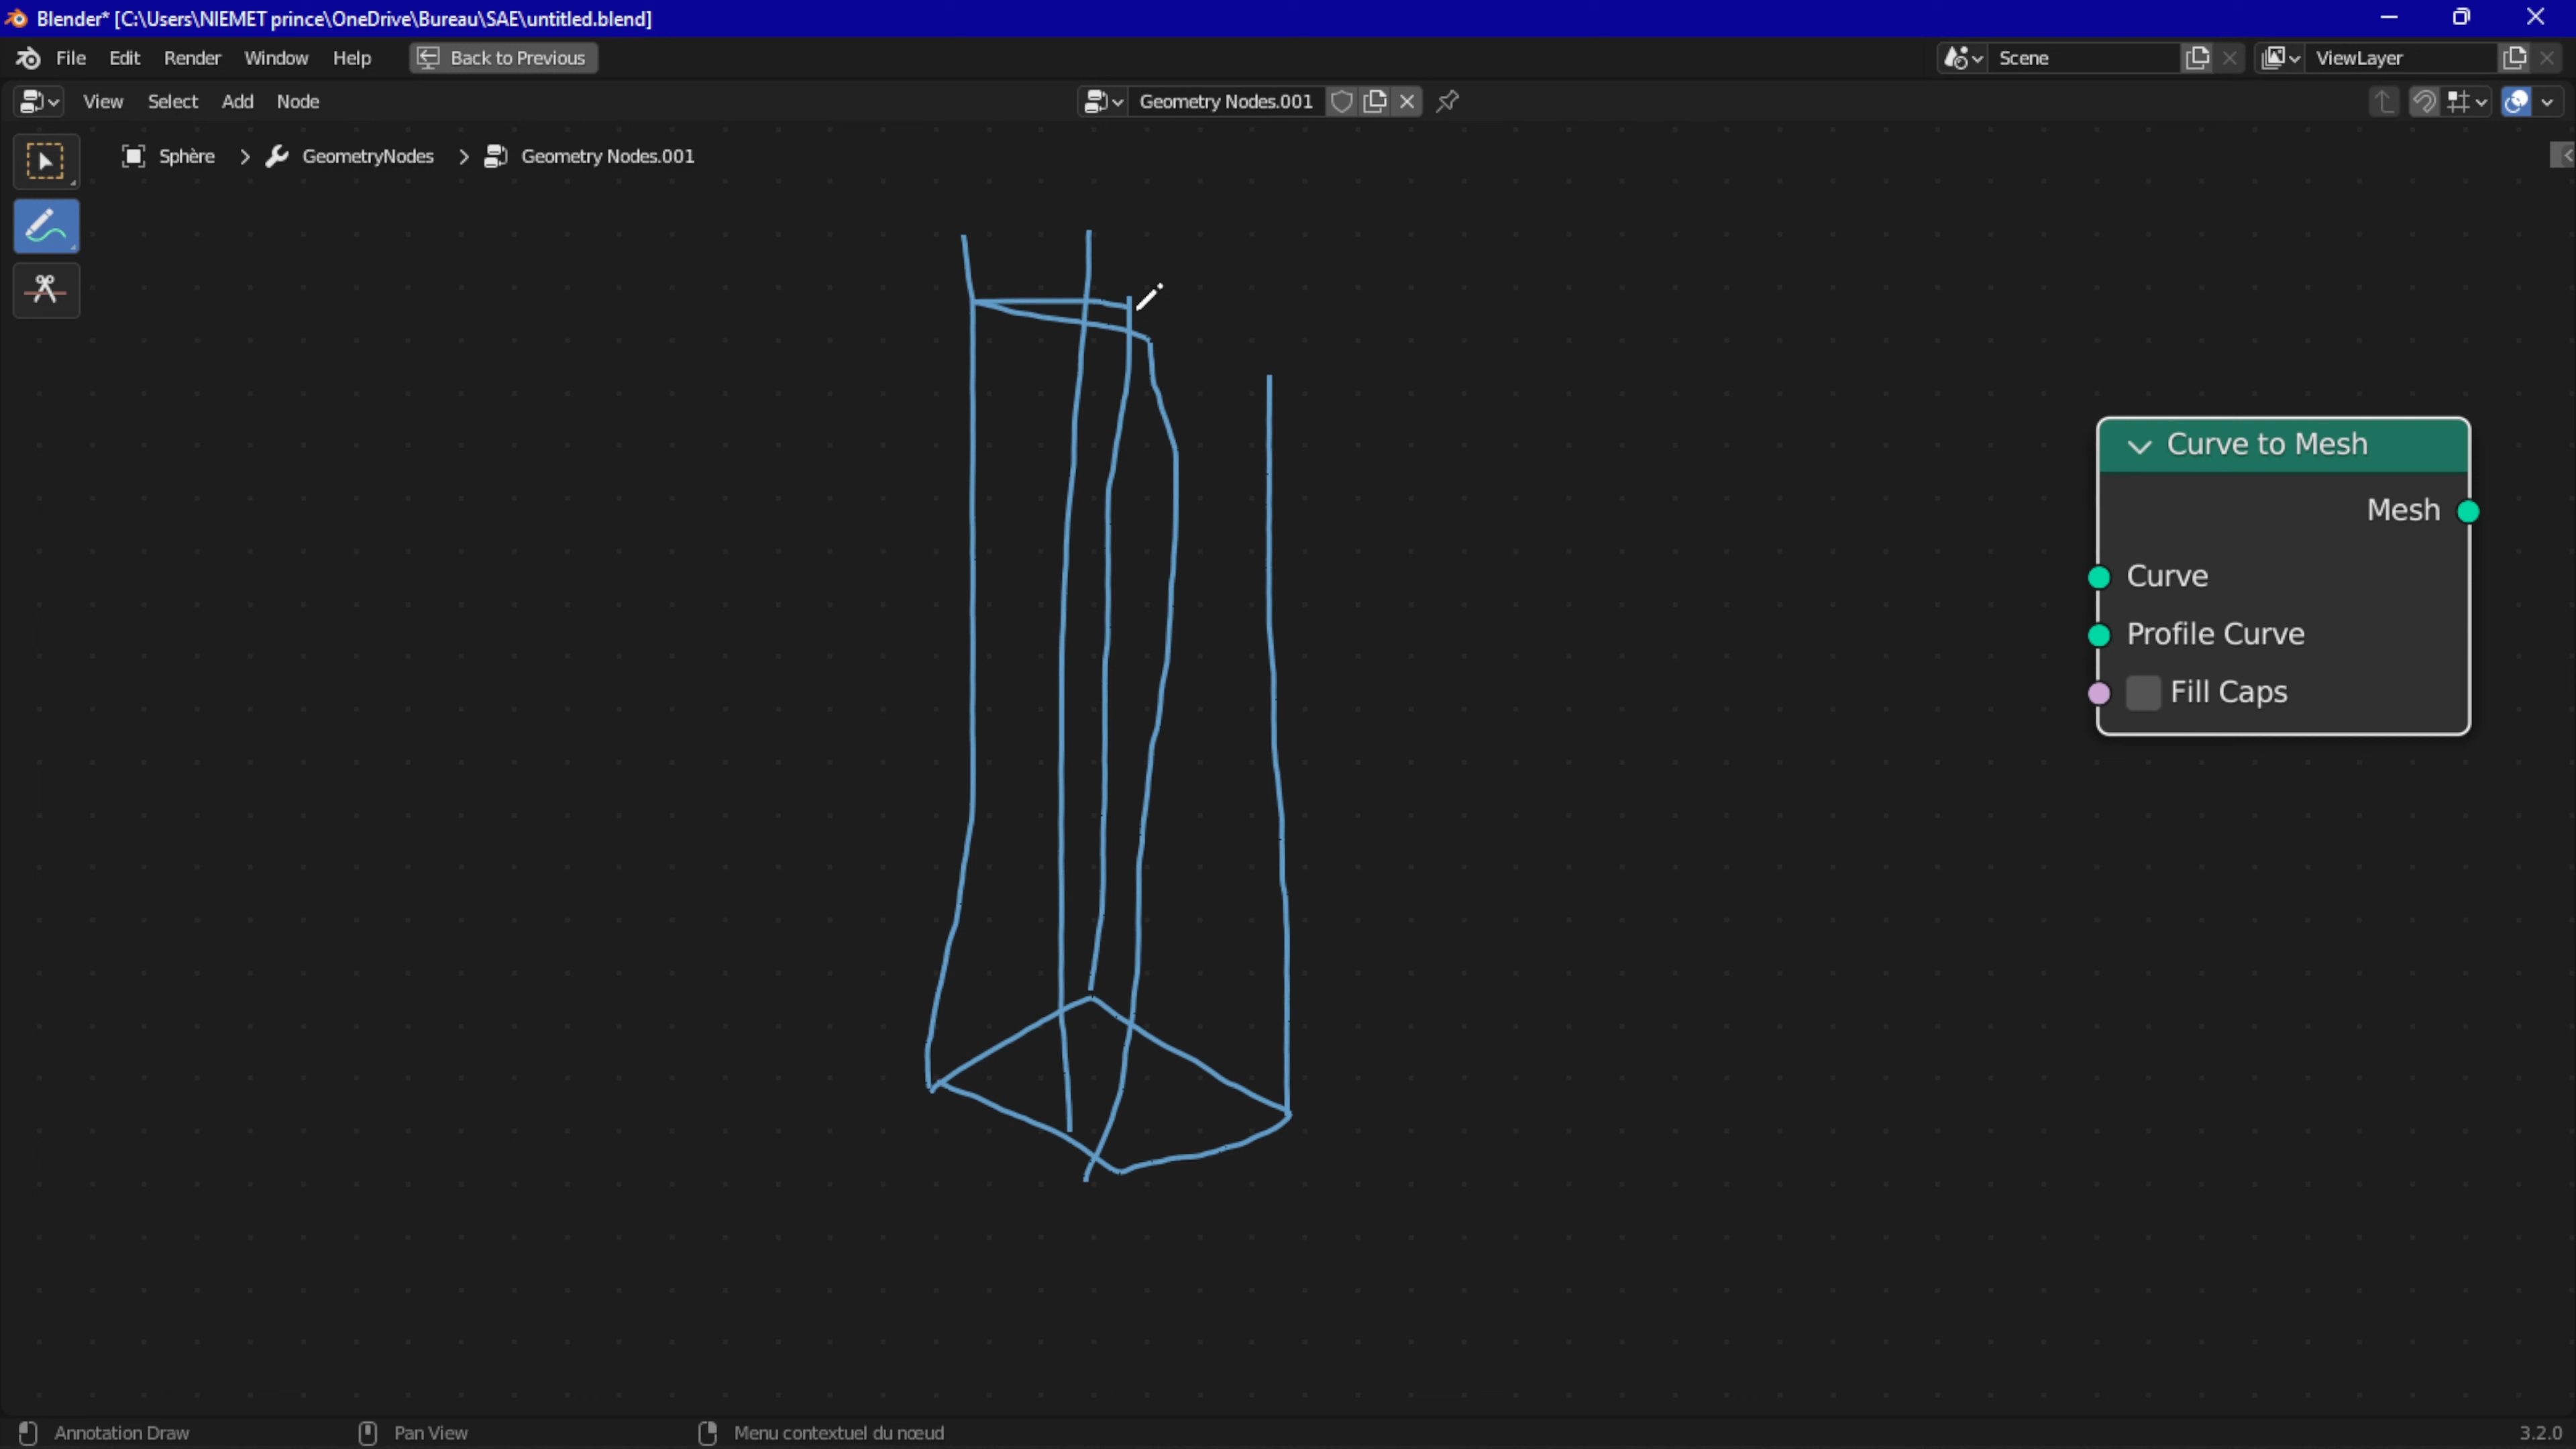 Blender* [C:\Users\NIEMET prince\OneDrive\Bureau\SAE\untitled.blend]
File Edit Render Window Help Back to Previous Scene ViewLayer
View Select Add Node Geometry Nodes.001
Sphère > GeometryNodes > Geometry Nodes.001
Curve to Mesh
Mesh
Curve
Profile Curve
Fill Caps
Annotation Draw Pan View Menu contextuel du nœud 3.2.0